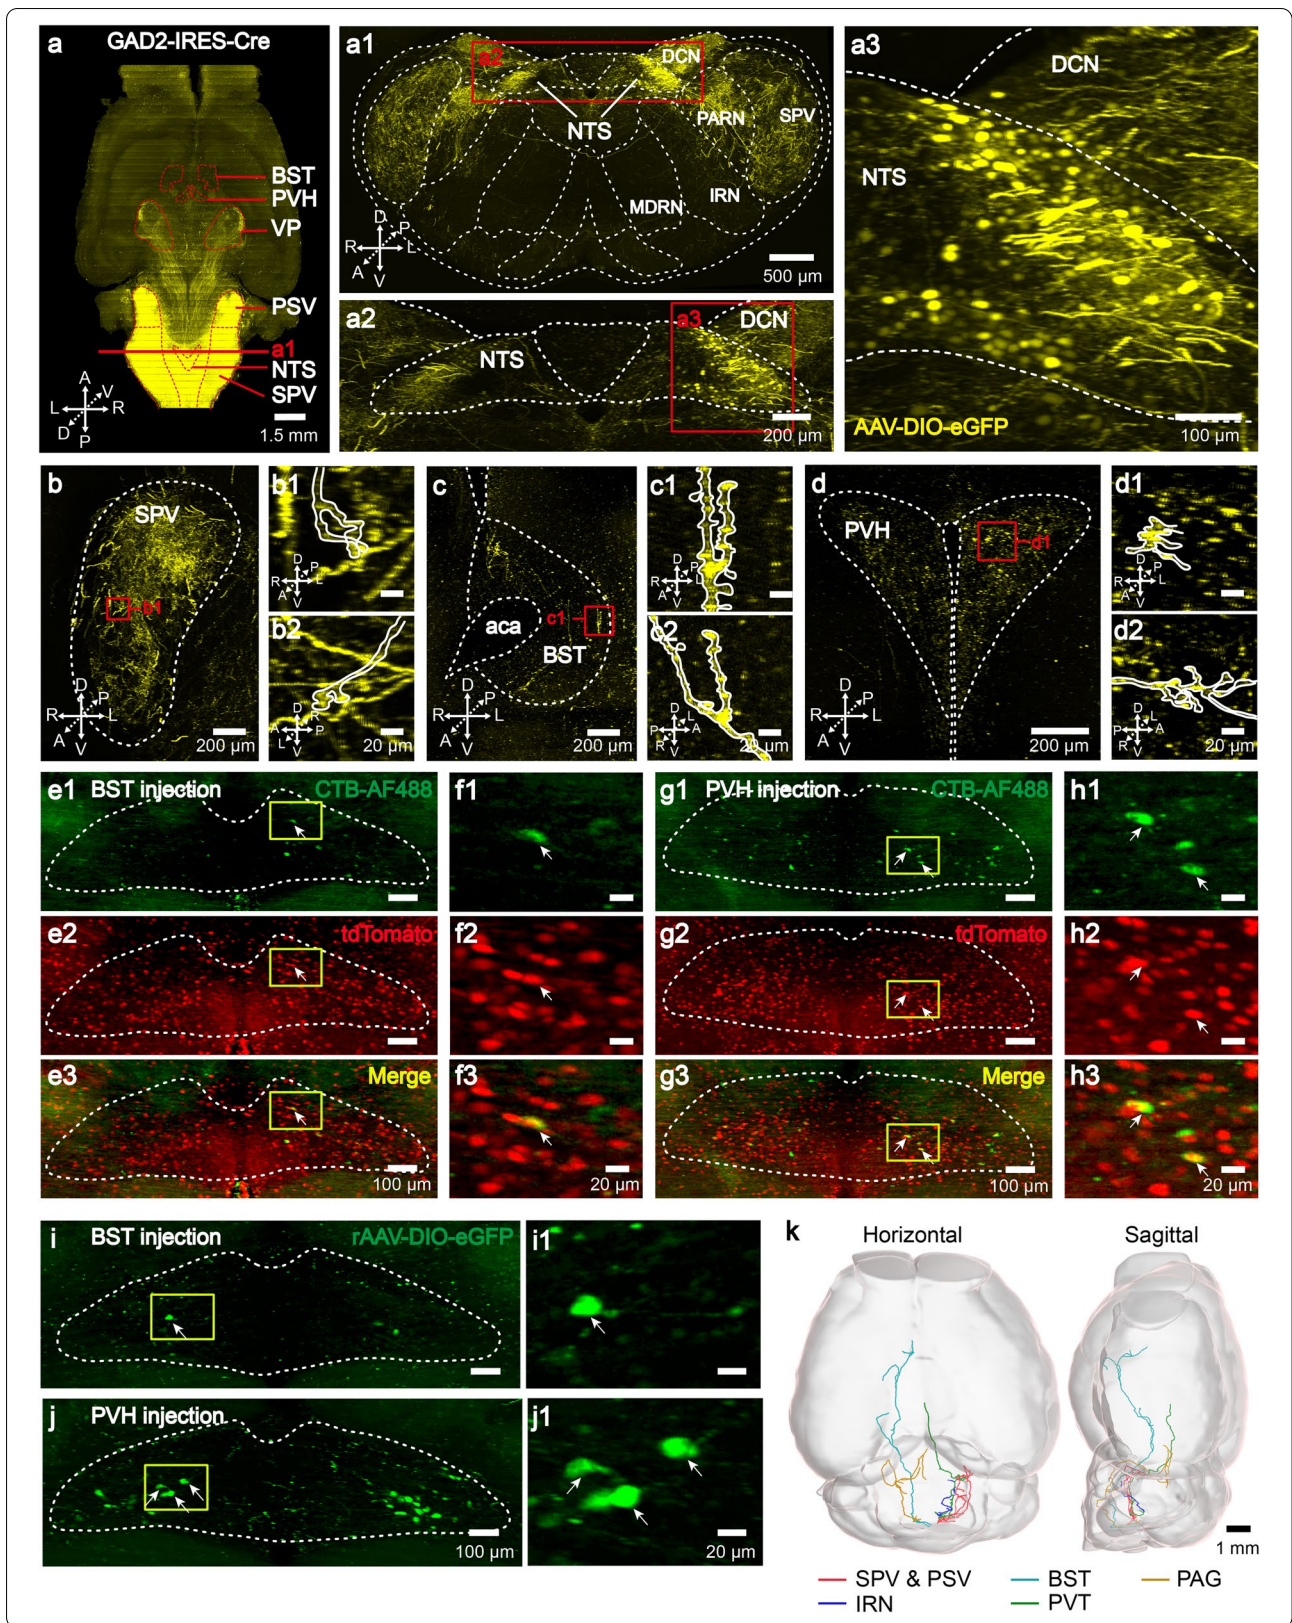 a GAD2-IRES-Cre
BST
PVH
VP
PSV
a1
NTS
SPV
A V L R D P
1.5 mm
a1
a2
DCN
NTS
PARN
SPV
MDRN
IRN
D P R L A V
500 µm
a2
a3
DCN
NTS
200 µm
a3
DCN
NTS
AAV-DIO-eGFP
100 µm
b
SPV
b1
D P R L A V
200 µm
b1
D P R L A V
b2
D R A P L V
20 µm
c
aca
c1
BST
D P R L A V
200 µm
c1
D P R L A V
c2
D L P A R V
20 µm
d
PVH
d1
D P R L A V
200 µm
d1
D P R L A V
d2
D L P A R V
20 µm
e1 BST injection CTB-AF488
f1
g1 PVH injection CTB-AF488
h1
e2 tdTomato
f2
g2 tdTomato
h2
e3 Merge
100 µm
f3
20 µm
g3 Merge
100 µm
h3
20 µm
i BST injection rAAV-DIO-eGFP
i1
j PVH injection
100 µm
j1
20 µm
k
Horizontal Sagittal
1 mm
SPV & PSV BST PAG
IRN PVT